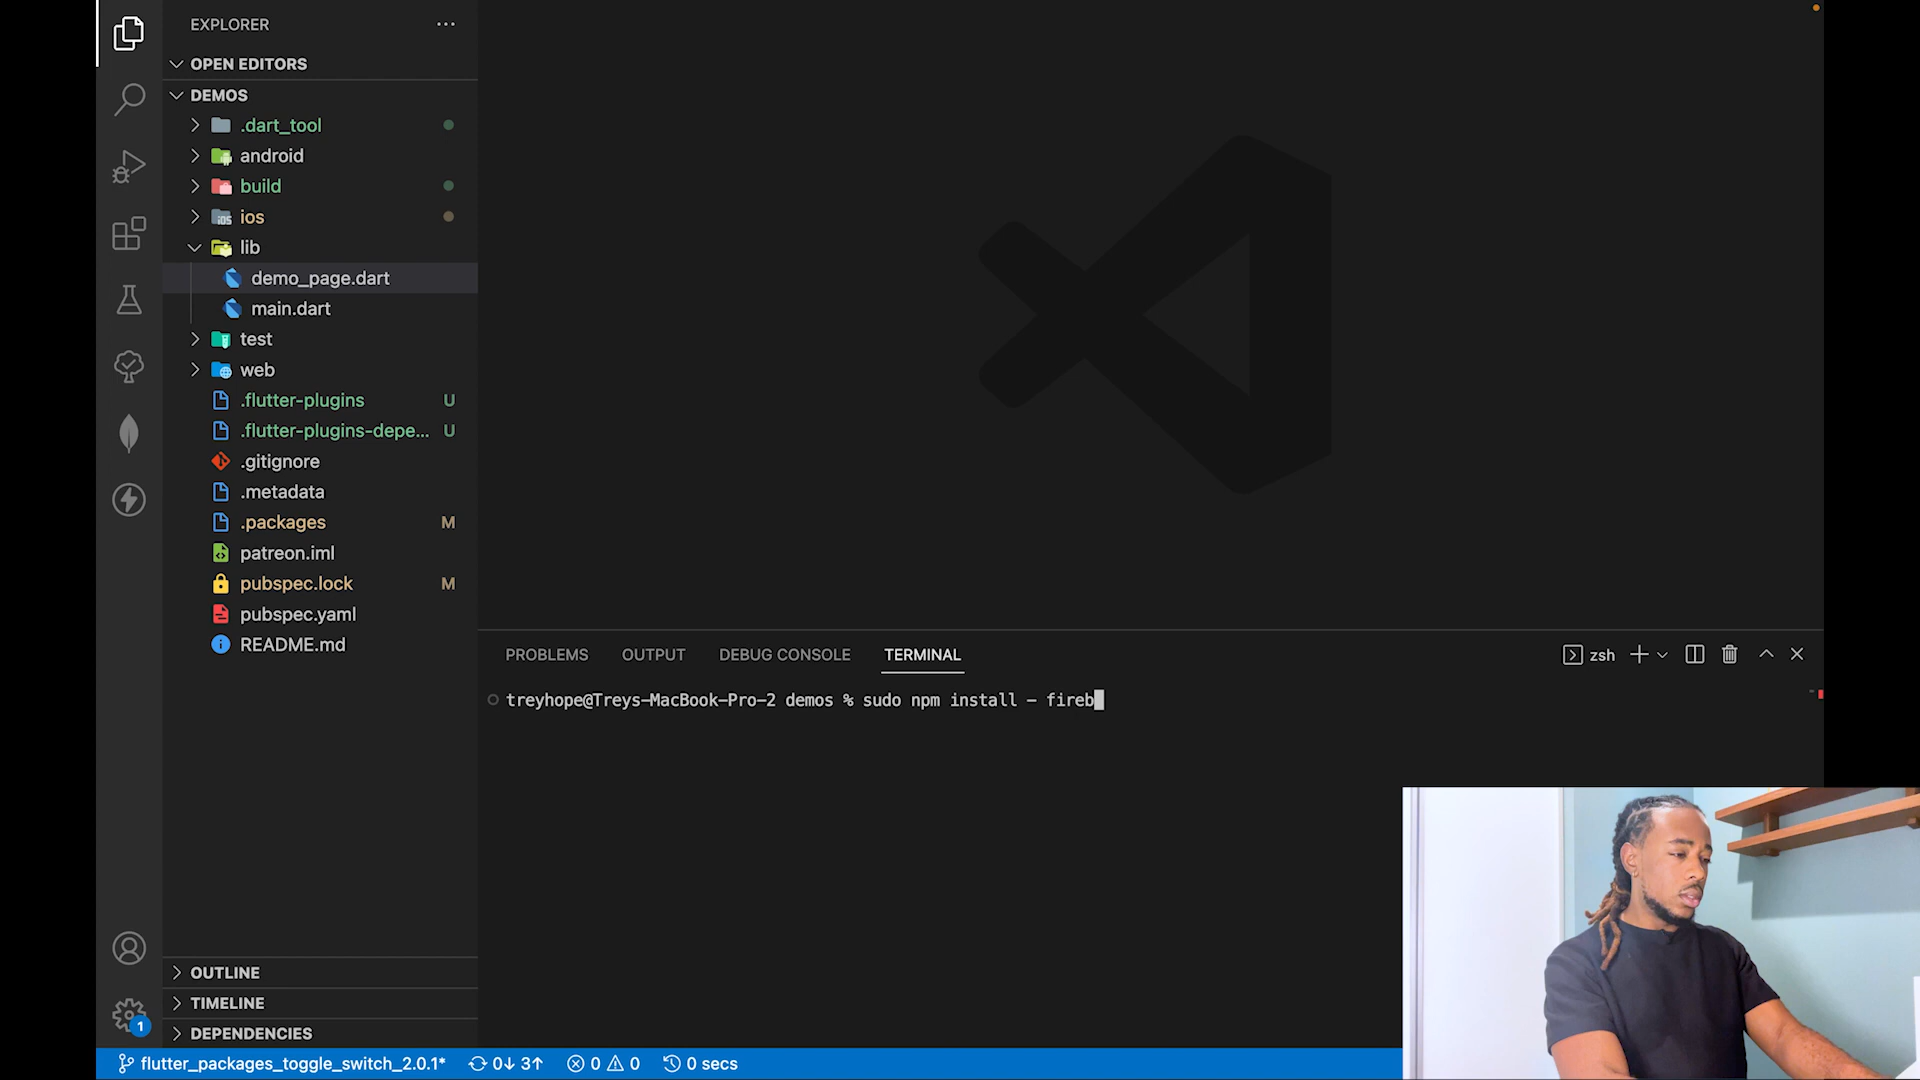 EXPLORER
OPEN EDITORS
DEMOS
.dart_tool
android
build
ios
lib
demo_page.dart
main.dart
test
web
.flutter-plugins U
.flutter-plugins-depe... U
.gitignore
.metadata
.packages M
patreon.iml
pubspec.lock M
pubspec.yaml
README.md
OUTLINE
TIMELINE
DEPENDENCIES
1
PROBLEMS OUTPUT DEBUG CONSOLE TERMINAL zsh
treyhope@Treys-MacBook-Pro-2 demos % sudo npm install - fireb
flutter_packages_toggle_switch_2.0.1* 0↓ 3↑ 0 0 0 secs